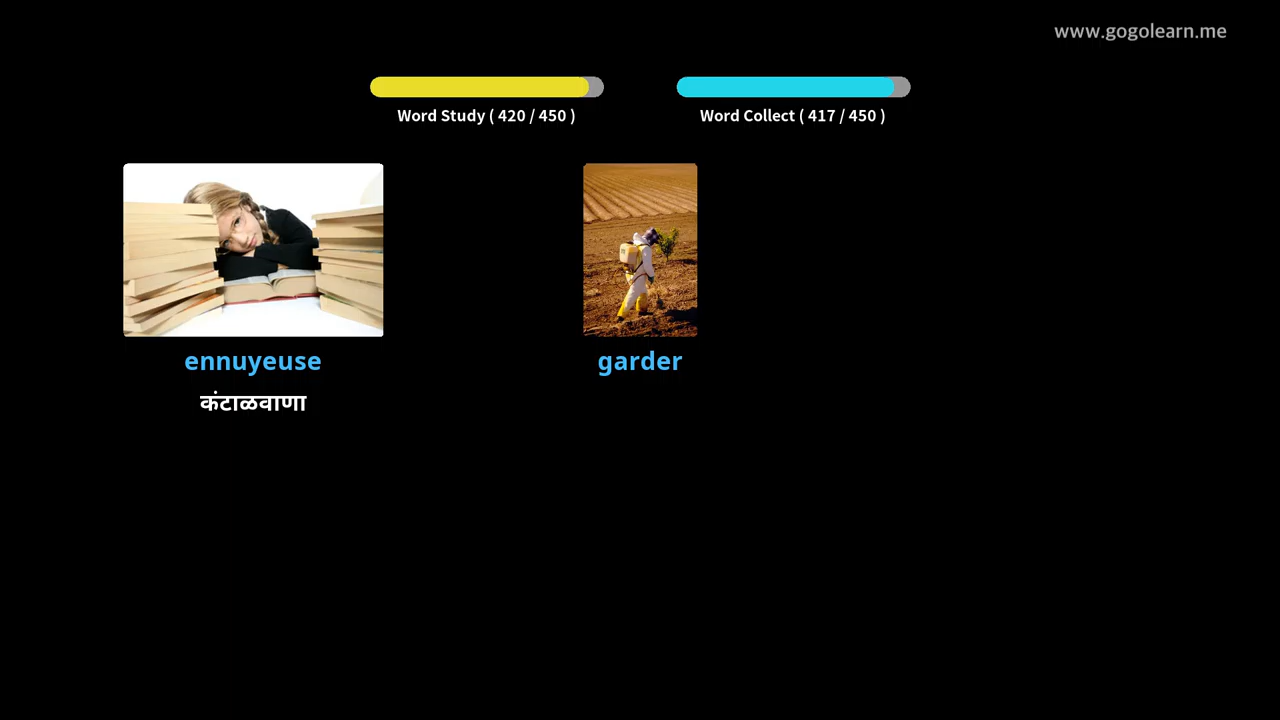 www.gogolearn.me
Word Study ( 420 / 450 )
Word Collect ( 417 / 450 )
ennuyeuse
garder
कंटाळवाणा